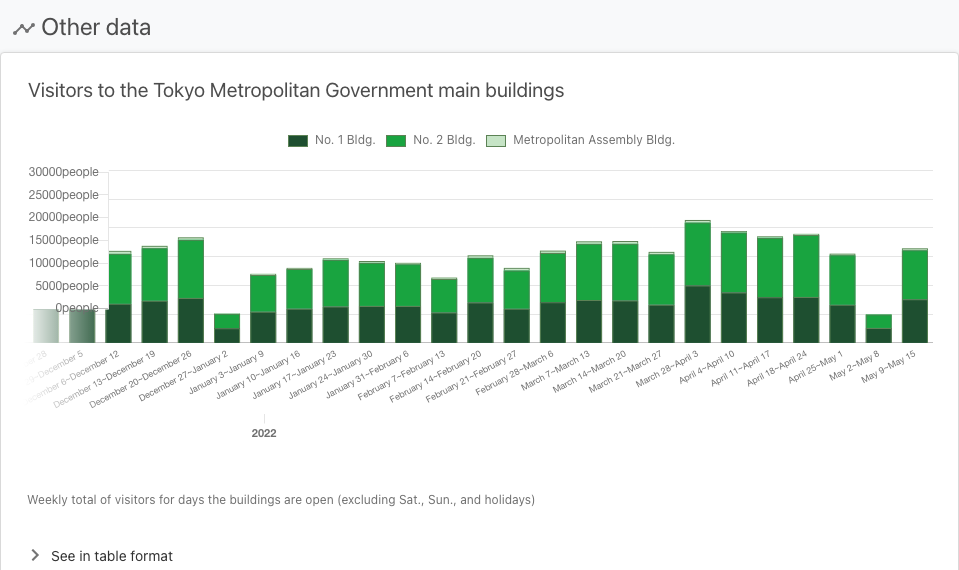 Other data
Visitors to the Tokyo Metropolitan Government main buildings
No. 1 Bldg. No. 2 Bldg. Metropolitan Assembly Bldg.
30000people
25000people
20000people
15000people
10000people
5000people
0people
December 5
December 6~December 12
December 13~December 19
December 20~December 26
December 27~January 2
January 3~January 9
January 10~January 16
January 17~January 23
January 24~January 30
January 31~February 6
February 7~February 13
February 14~February 20
February 21~February 27
February 28~March 6
March 7~March 13
March 14~March 20
March 21~March 27
March 28~April 3
April 4~April 10
April 11~April 17
April 18~April 24
April 25~May 1
May 2~May 8
May 9~May 15
2022
Weekly total of visitors for days the buildings are open (excluding Sat., Sun., and holidays)
See in table format